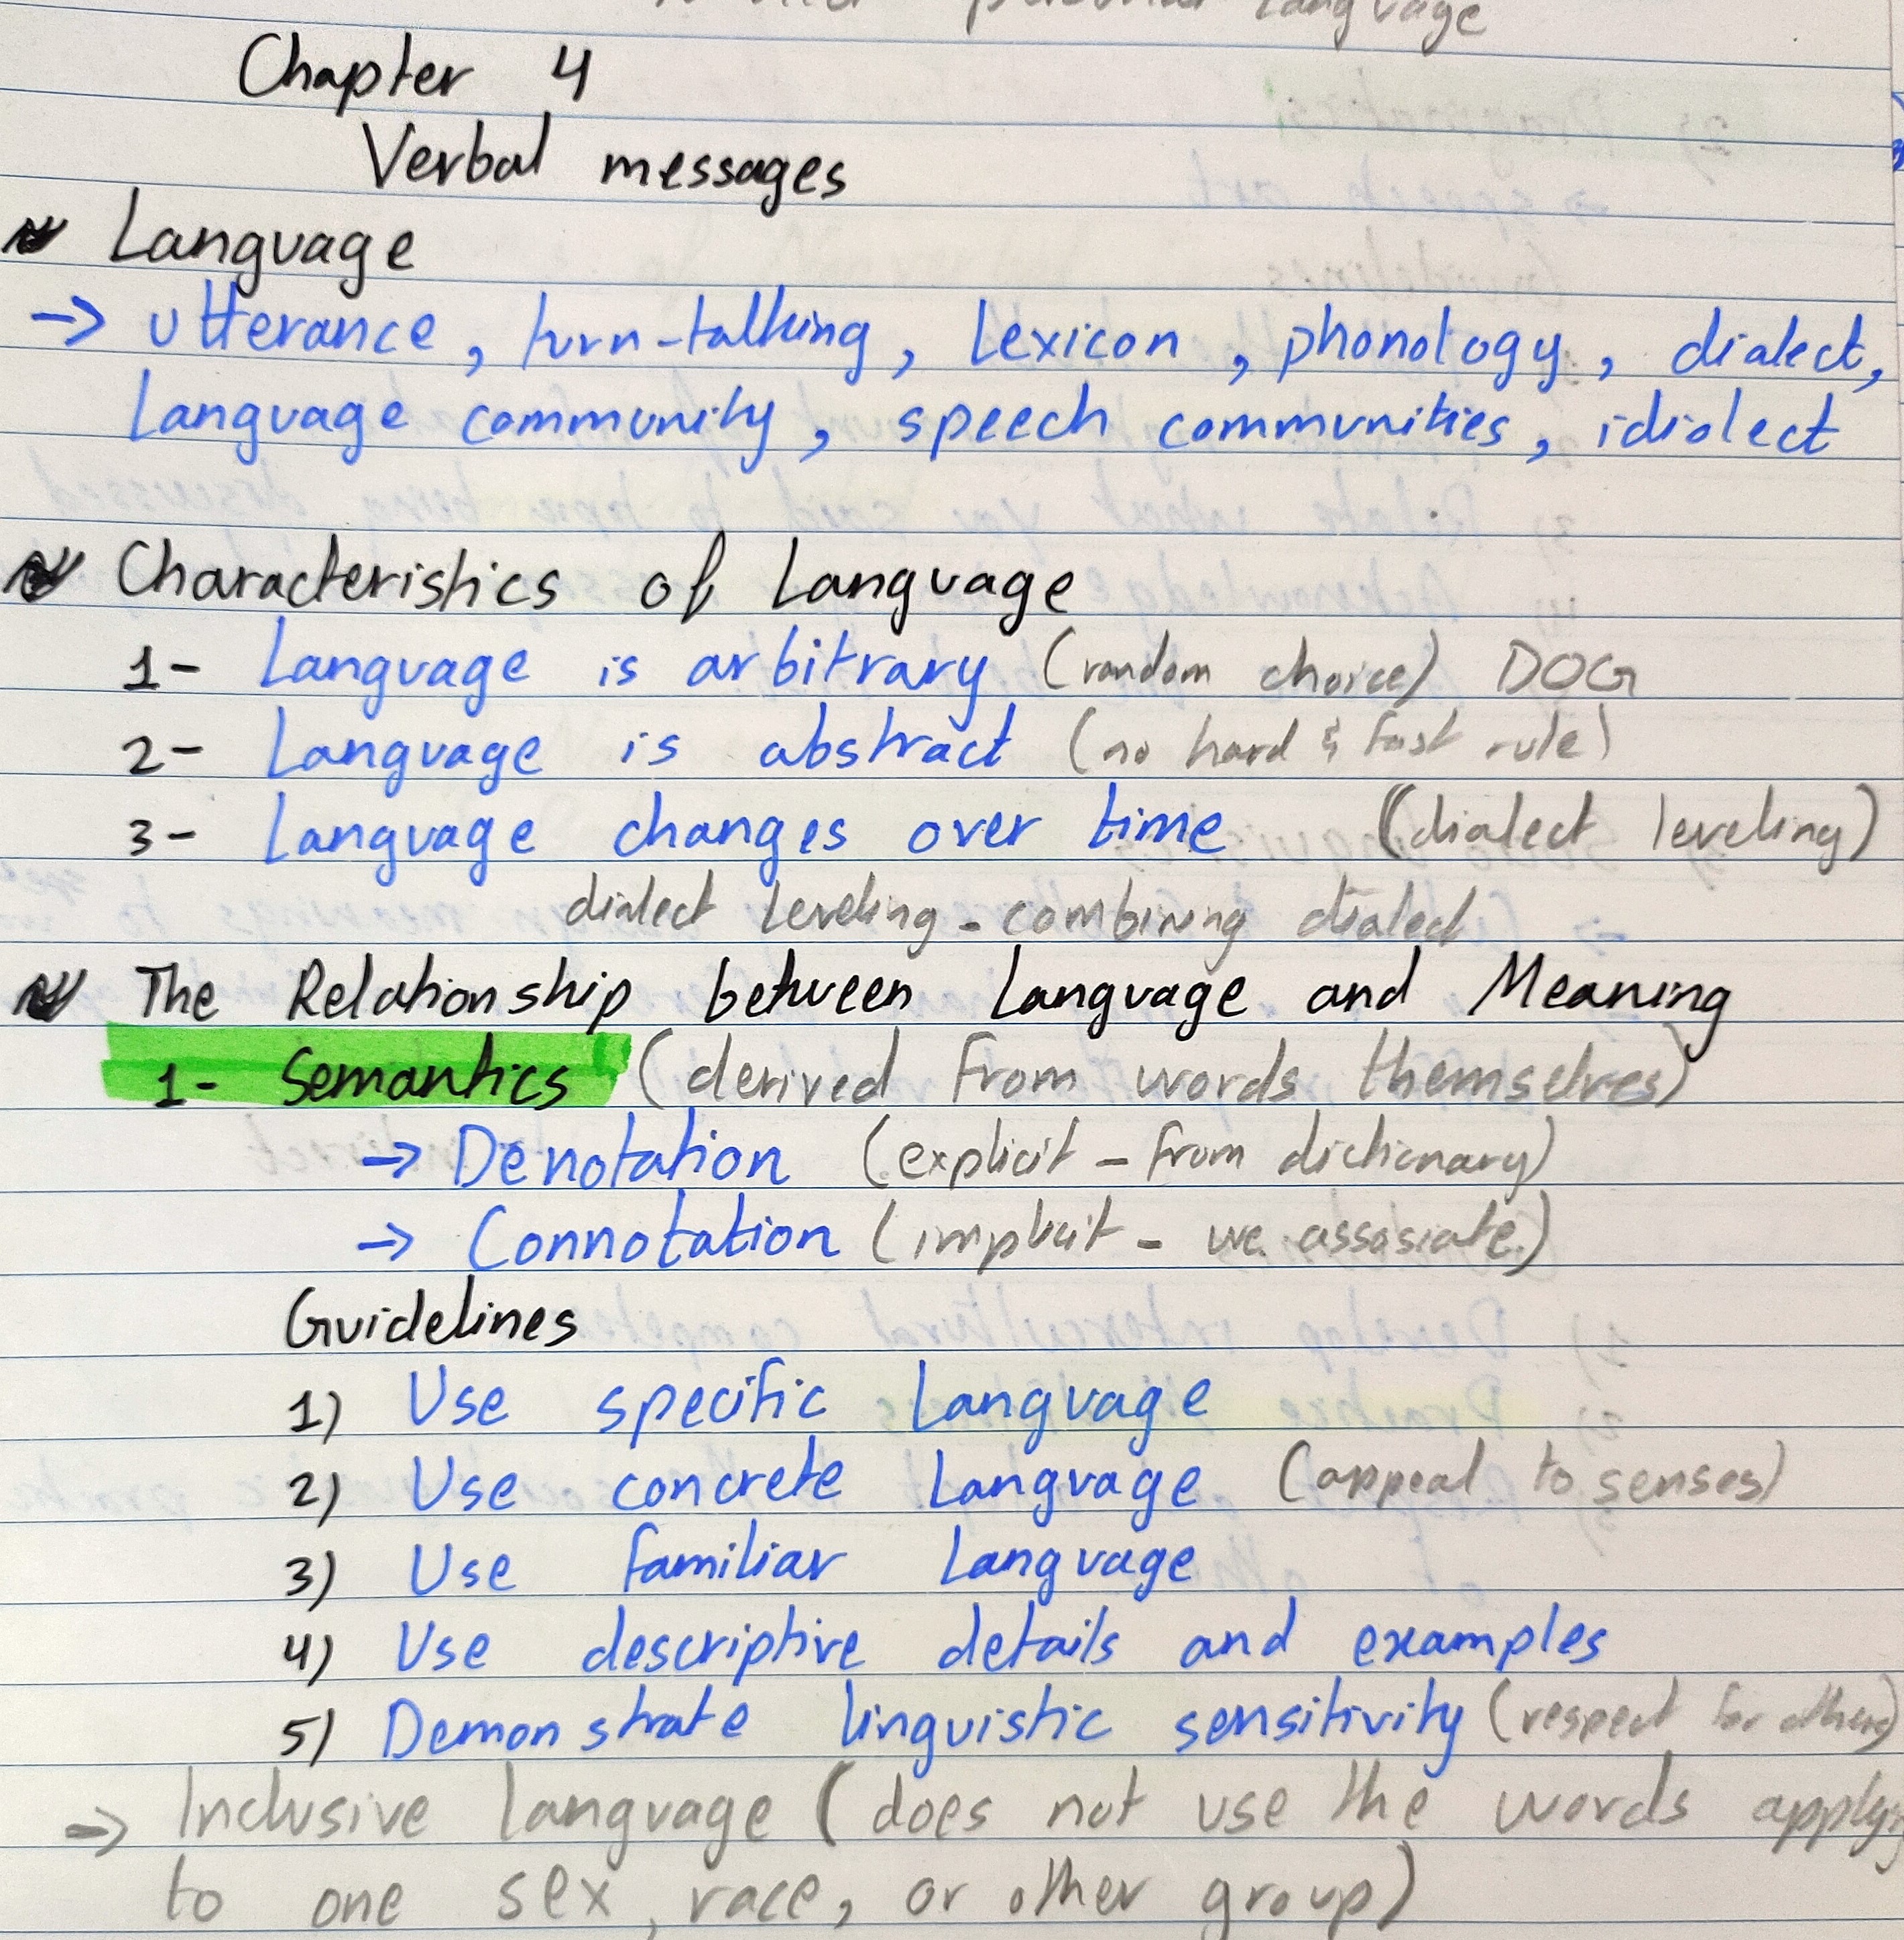 personal language
Chapter 4
Verbal messages
Language
→ utterance, turn-talking, Lexicon, phonology, dialect,
Language community, speech communities, idiolect
Characteristics of Language
1- Language is arbitrary (random choice) DOG
2- Language is abstract (no hard & fast rule)
3- Language changes over time (dialect leveling)
dialect leveling - combining dialect
The Relationship between Language and Meaning
1- Semantics (derived from words themselves)
→ Denotation (explicit - from dictionary)
→ Connotation (implicit - we assosiate)
Guidelines
1) Use specific Language
2) Use concrete Language (appeal to senses)
3) Use familiar Language
4) Use descriptive details and examples
5) Demonstrate linguistic sensitivity (respect for others)
→ Inclusive language (does not use the words
to one sex, race, or other group)